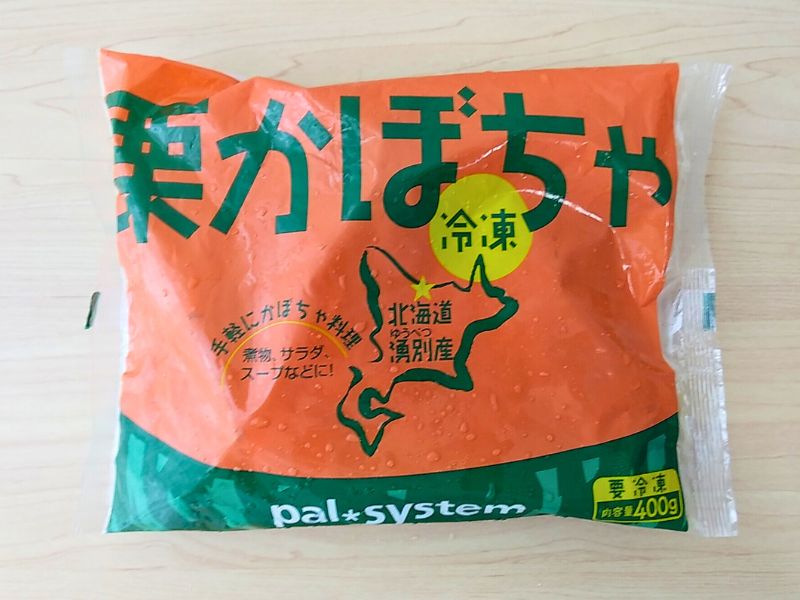 栗かぼちゃ
冷凍
北海道
ゆうべつ
湧別産
手軽にかぼちゃ料理
煮物、サラダ、
スープなどに!
pal*system
要冷凍
内容量400g